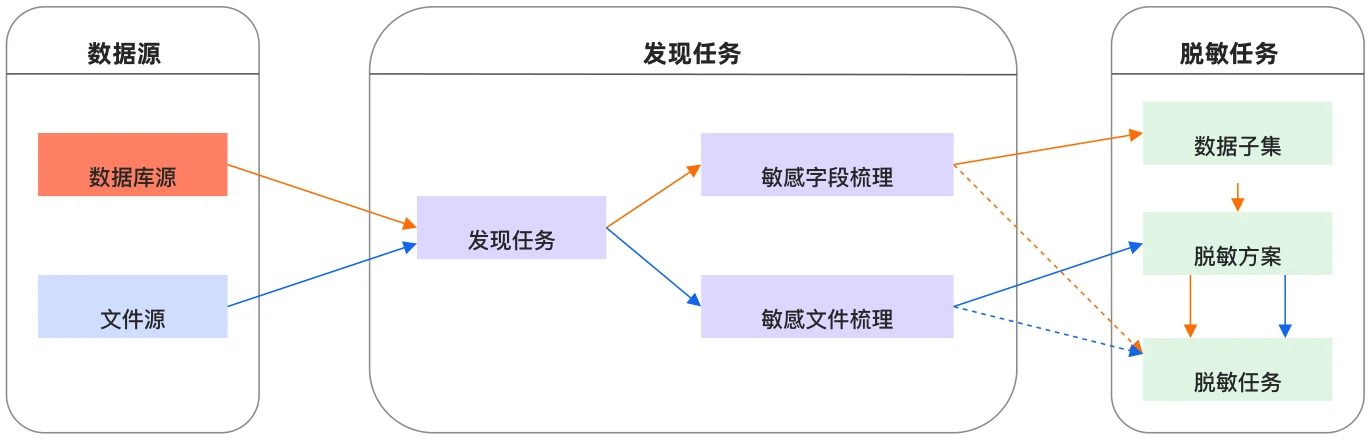 数据源
数据库源
文件源
发现任务
发现任务
敏感字段梳理
敏感文件梳理
脱敏任务
数据子集
脱敏方案
脱敏任务